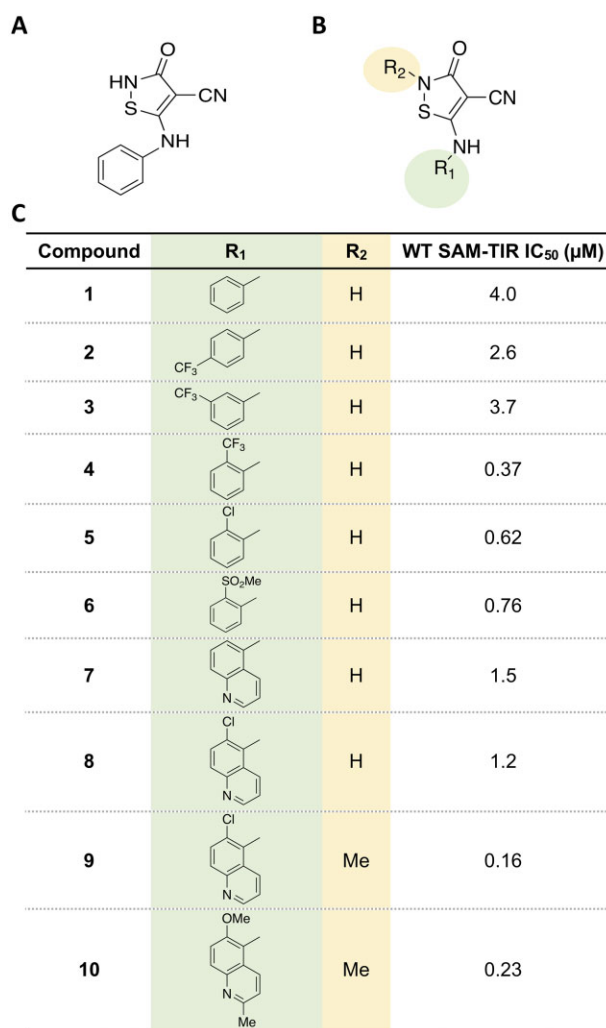 A
B
O
HN
CN
S
NH
O
R2
N
CN
S
NH
R1
C
Compound R1 R2 WT SAM-TIR IC50 (µM)
1 H 4.0
CF3
2 H 2.6
CF3
3 H 3.7
CF3
4 H 0.37
Cl
5 H 0.62
SO2Me
6 H 0.76
7 H 1.5
N
Cl
8 H 1.2
N
Cl
9 Me 0.16
N
OMe
10 Me 0.23
N
Me